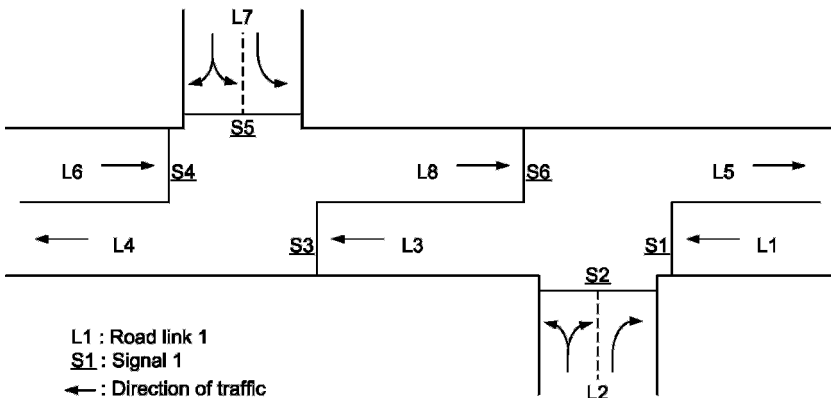 L7
S5
L6 S4 L8 S6 L5
L4 S3 L3 S1 L1
S2
L1 : Road link 1
S1 : Signal 1
: Direction of traffic
L2